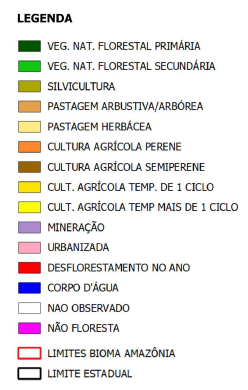 LEGENDA
VEG. NAT. FLORESTAL PRIMÁRIA
VEG. NAT. FLORESTAL SECUNDÁRIA
SILVICULTURA
PASTAGEM ARBUSTIVA/ARBÓREA
PASTAGEM HERBÁCEA
CULTURA AGRÍCOLA PERENE
CULTURA AGRÍCOLA SEMIPERENE
CULT. AGRÍCOLA TEMP. DE 1 CICLO
CULT. AGRÍCOLA TEMP MAIS DE 1 CICLO
MINERAÇÃO
URBANIZADA
DESFLORESTAMENTO NO ANO
CORPO D'ÁGUA
NAO OBSERVADO
NÃO FLORESTA
LIMITES BIOMA AMAZÔNIA
LIMITE ESTADUAL